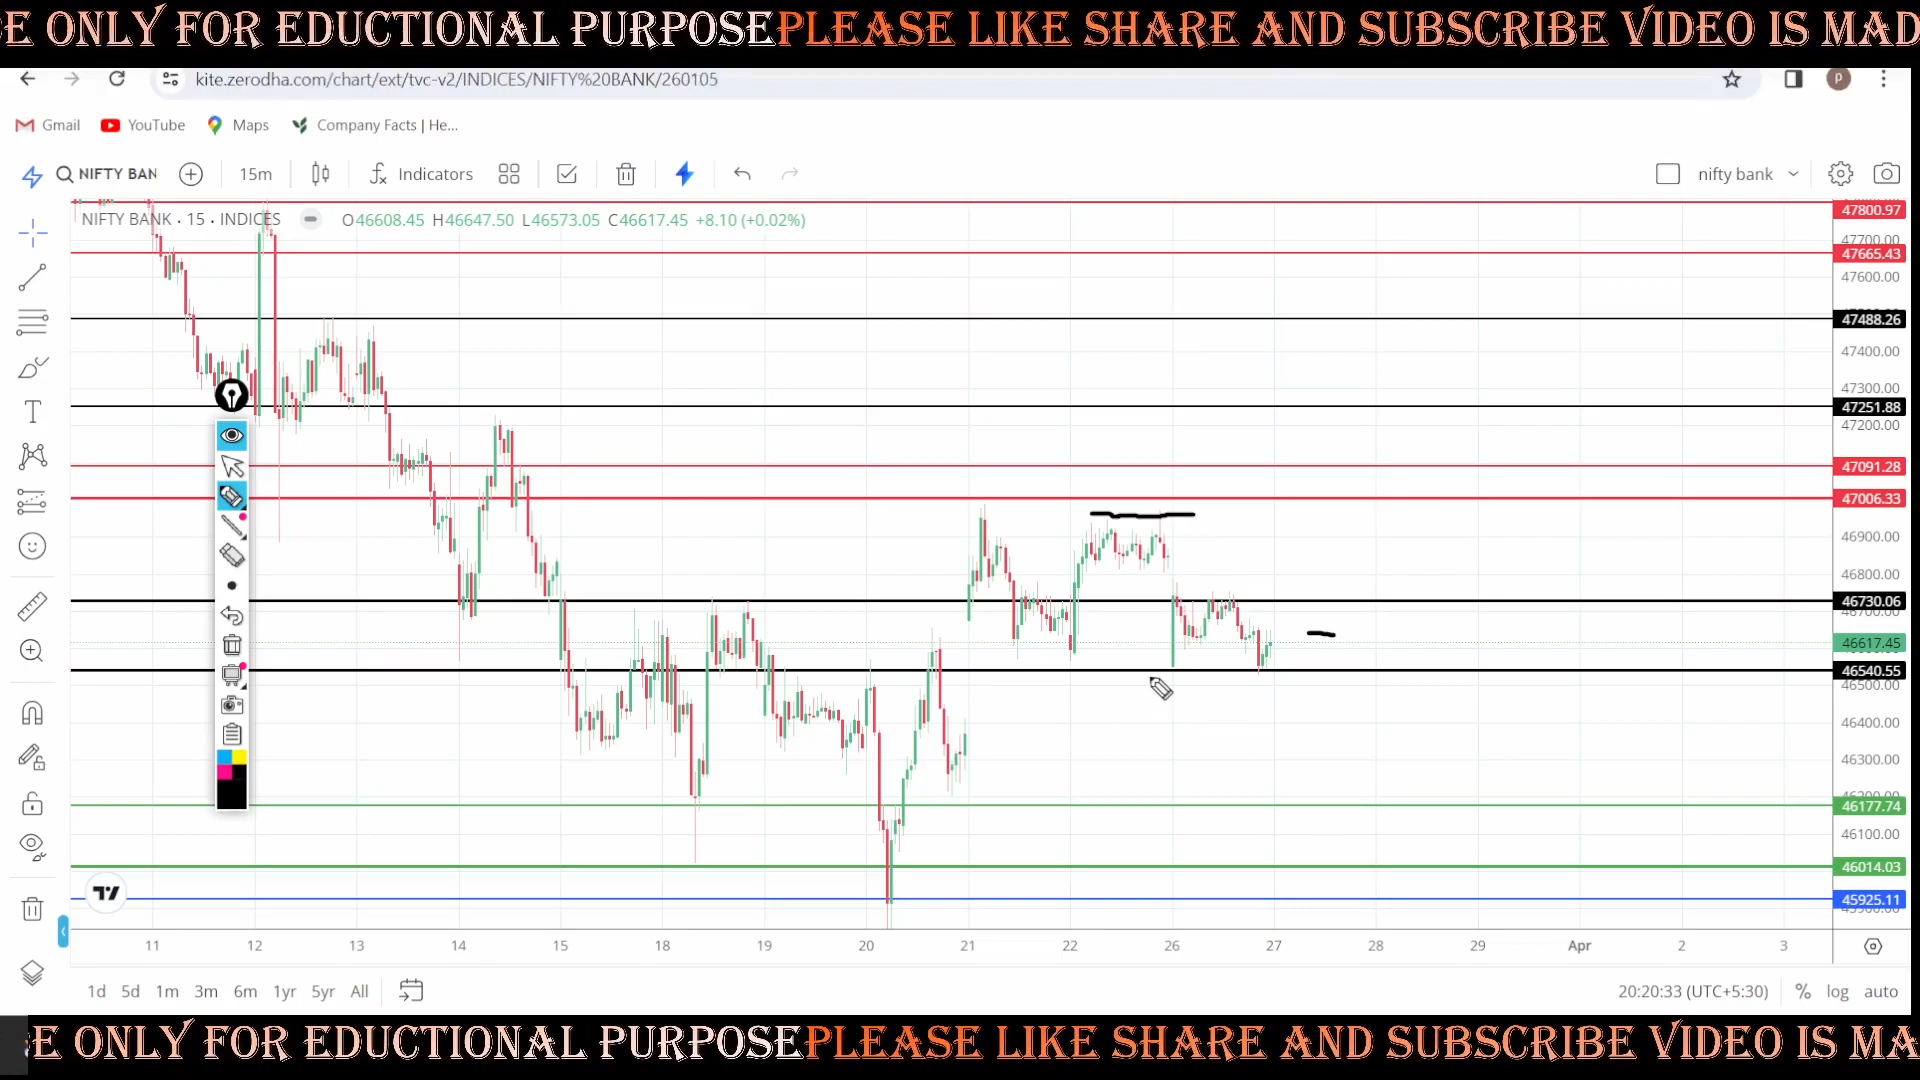 E ONLY FOR EDUCTIONAL PURPOSEPLEASE LIKE SHARE AND SUBSCRIBE VIDEO IS MAD
kite.zerodha.com/chart/ext/tvc-v2/INDICES/NIFTY%20BANK/260105
P
Gmail YouTube Maps Company Facts | He...
NIFTY BAN 15m Indicators nifty bank
NIFTY BANK · 15 · INDICES O46608.45 H46647.50 L46573.05 C46617.45 +8.10 (+0.02%)
47800.97
47700.00
47665.43
47600.00
47488.26
47400.00
47300.00
47251.88
47200.00
47091.28
47006.33
46900.00
46800.00
46730.06
46700.00
46617.45
46540.55
46500.00
46400.00
46300.00
46200.00
46177.74
46100.00
46014.03
45925.11
45900.00
11 12 13 14 15 18 19 20 21 22 26 27 28 29 Apr 2 3
1d 5d 1m 3m 6m 1yr 5yr All 20:20:33 (UTC+5:30) % log auto
E ONLY FOR EDUCTIONAL PURPOSEPLEASE LIKE SHARE AND SUBSCRIBE VIDEO IS MA